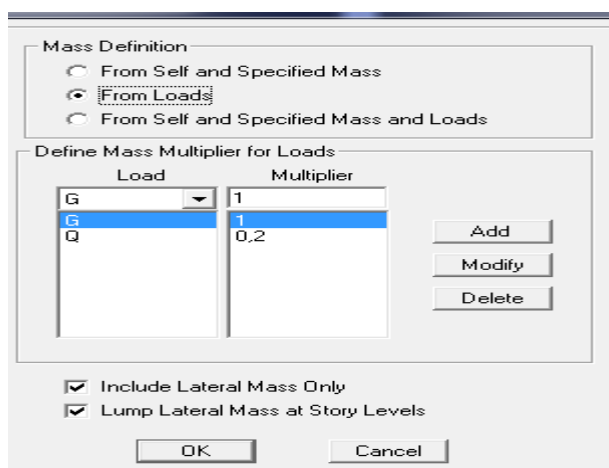 Mass Definition
From Self and Specified Mass
From Loads
From Self and Specified Mass and Loads
Define Mass Multiplier for Loads
Load Multiplier
G 1
G 1
Q 0,2
Add
Modify
Delete
Include Lateral Mass Only
Lump Lateral Mass at Story Levels
OK Cancel